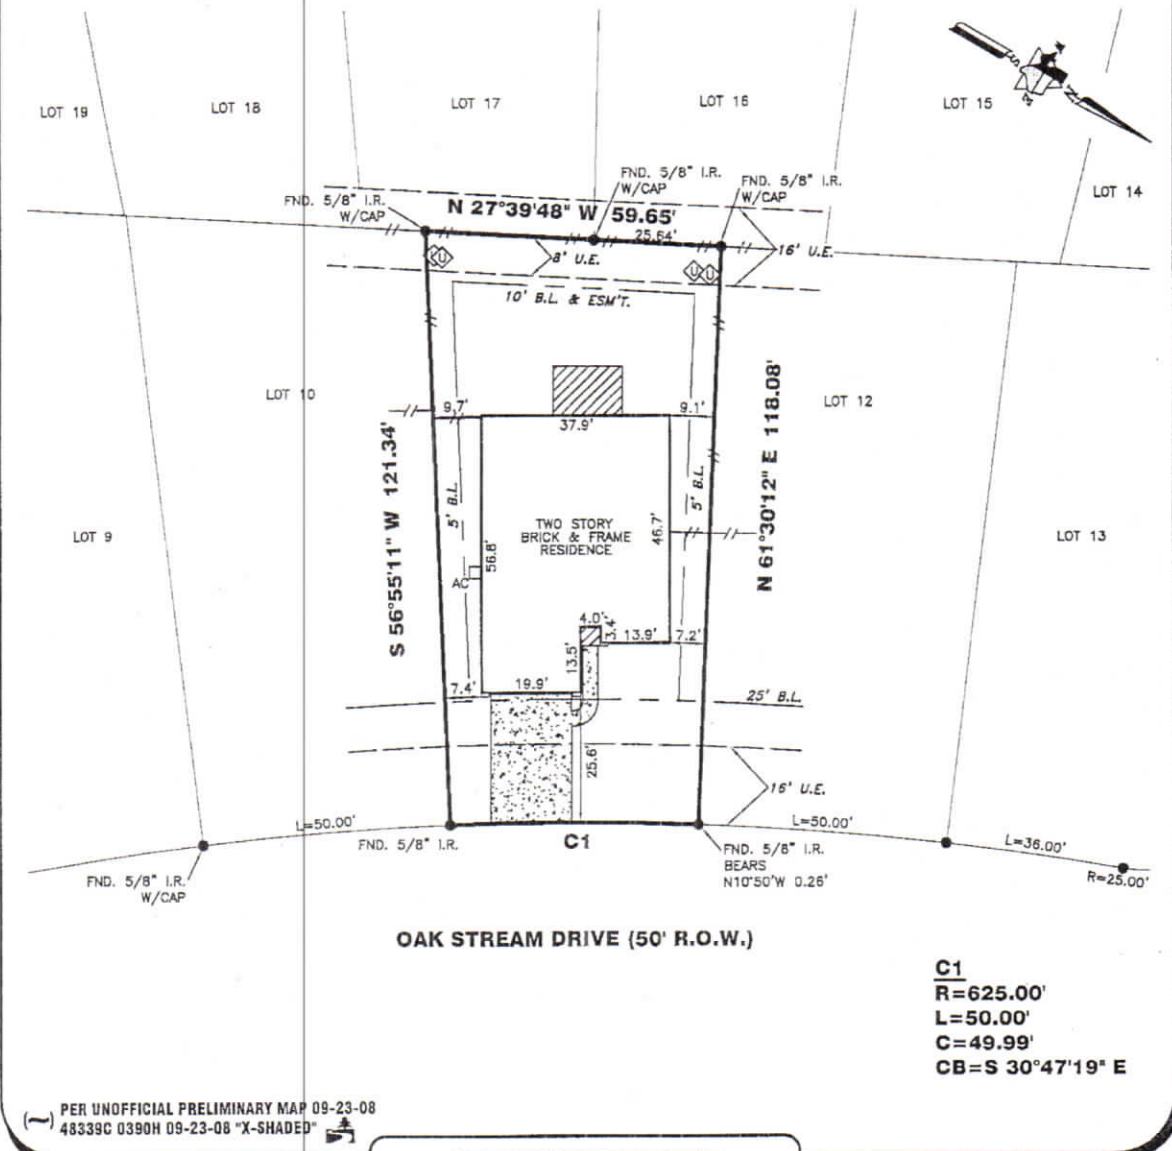 LOT 19
LOT 18
LOT 17
LOT 16
LOT 15
LOT 14
S
N
FND. 5/8" I.R.
W/CAP
FND. 5/8" I.R.
W/CAP
FND. 5/8" I.R.
W/CAP
N 27°39'48" W 59.65'
25.64'
8' U.E.
16' U.E.
U
U
U
10' B.L. & ESM'T.
LOT 10
LOT 12
9.7'
37.9'
9.1'
S 56°55'11" W 121.34'
N 61°30'12" E 118.08'
5' B.L.
5' B.L.
LOT 9
LOT 13
TWO STORY
BRICK & FRAME
RESIDENCE
56.8'
46.7'
AC
4.0'
3.4'
13.9'
7.2'
13.5'
7.4'
19.9'
25' B.L.
25.6'
16' U.E.
L=50.00'
FND. 5/8" I.R.
C1
L=50.00'
L=36.00'
R=25.00'
FND. 5/8" I.R.
BEARS
N10°50'W 0.26'
FND. 5/8" I.R.
W/CAP
OAK STREAM DRIVE (50' R.O.W.)
C1
R=625.00'
L=50.00'
C=49.99'
CB=S 30°47'19" E
(~) PER UNOFFICIAL PRELIMINARY MAP 09-23-08
48339C 0390H 09-23-08 "X-SHADED"